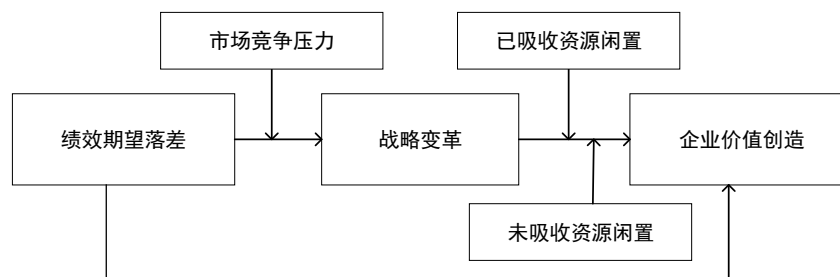 市场竞争压力
已吸收资源闲置
绩效期望落差
战略变革
企业价值创造
未吸收资源闲置